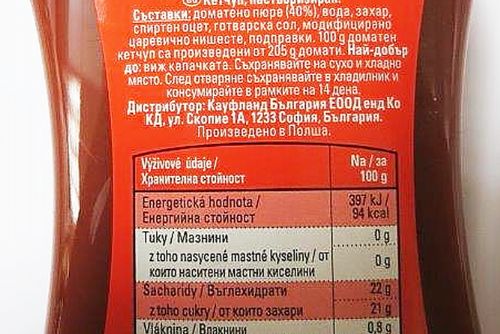 BG Кетчуп, пастьоризиран.
Съставки: доматено пюре (40%), вода, захар,
спиртен оцет, готварска сол, модифицирано
царевично нишесте, подправки. 100 g доматен
кетчуп са произведени от 205 g домати. Най-добър
до: виж капачката. Съхранявайте на сухо и хладно
място. След отваряне съхранявайте в хладилник и
консумирайте в рамките на 14 дена.
Дистрибутор: Кауфланд България ЕООД енд Ко
КД, ул. Скопие 1А, 1233 София, България.
Произведено в Полша.
Výživové údaje / Na / за
Хранителна стойност 100 g
Energetická hodnota / 397 kJ /
Енергийна стойност 94 kcal
Tuky / Мазнини 0 g
z toho nasycené mastné kyseliny / от 0 g
които наситени мастни киселини
Sacharidy / Въглехидрати 22 g
z toho cukry / от които захари 21 g
Vláknina / Влакнини 0,8 g